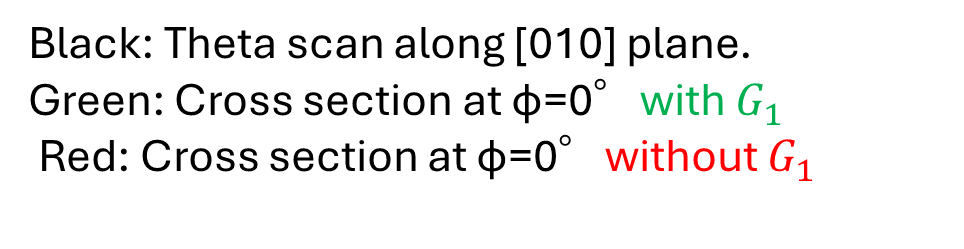 Black: Theta scan along [010] plane.
Green: Cross section at ϕ=0° with G₁
Red: Cross section at ϕ=0° without G₁